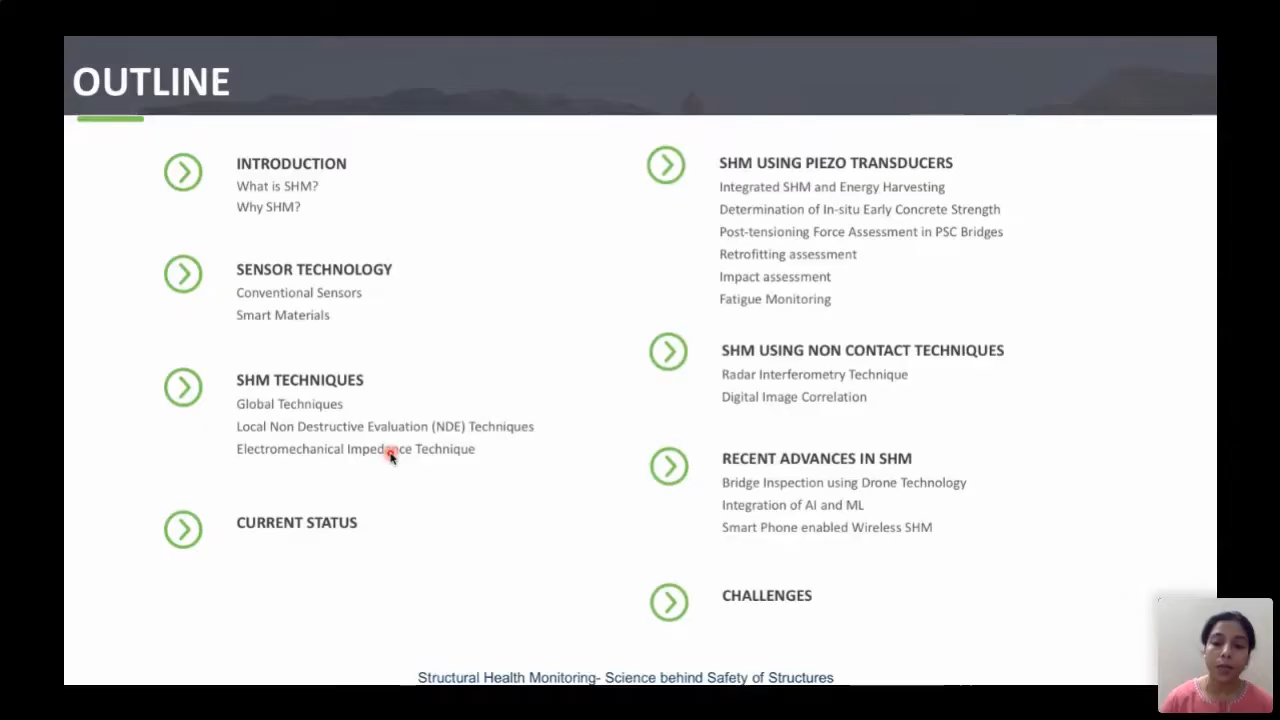 OUTLINE
INTRODUCTION
What is SHM?
Why SHM?
SENSOR TECHNOLOGY
Conventional Sensors
Smart Materials
SHM TECHNIQUES
Global Techniques
Local Non Destructive Evaluation (NDE) Techniques
Electromechanical Impedance Technique
CURRENT STATUS
SHM USING PIEZO TRANSDUCERS
Integrated SHM and Energy Harvesting
Determination of In-situ Early Concrete Strength
Post-tensioning Force Assessment in PSC Bridges
Retrofitting assessment
Impact assessment
Fatigue Monitoring
SHM USING NON CONTACT TECHNIQUES
Radar Interferometry Technique
Digital Image Correlation
RECENT ADVANCES IN SHM
Bridge Inspection using Drone Technology
Integration of AI and ML
Smart Phone enabled Wireless SHM
CHALLENGES
Structural Health Monitoring- Science behind Safety of Structures